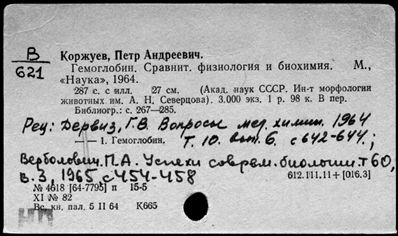 В
621
Коржуев, Петр Андреевич.
Гемоглобин. Сравнит. физиология и биохимия. М.,
«Наука», 1964.
287 с. с илл. 27 см. (Акад. наук СССР. Ин-т морфологии
животных им. А. Н. Северцова). 3.000 экз. 1 р. 98 к. В пер.
Библиогр.: с. 267—285.
Рец: Дервиз, Г.В. Вопросы мед. химии. 1964
— 1. Гемоглобин. Т. 10. вып. 6. с 642-644.;
Верболович. П.А. Успехи соврем. биологии. т 60,
в. 3, 1965 с 454-458
612.111.11+[016.3]
№ 4618 [64-7795] п 15-5
XI № 82
Вс. кн. пал. 5 II 64 К665
НП